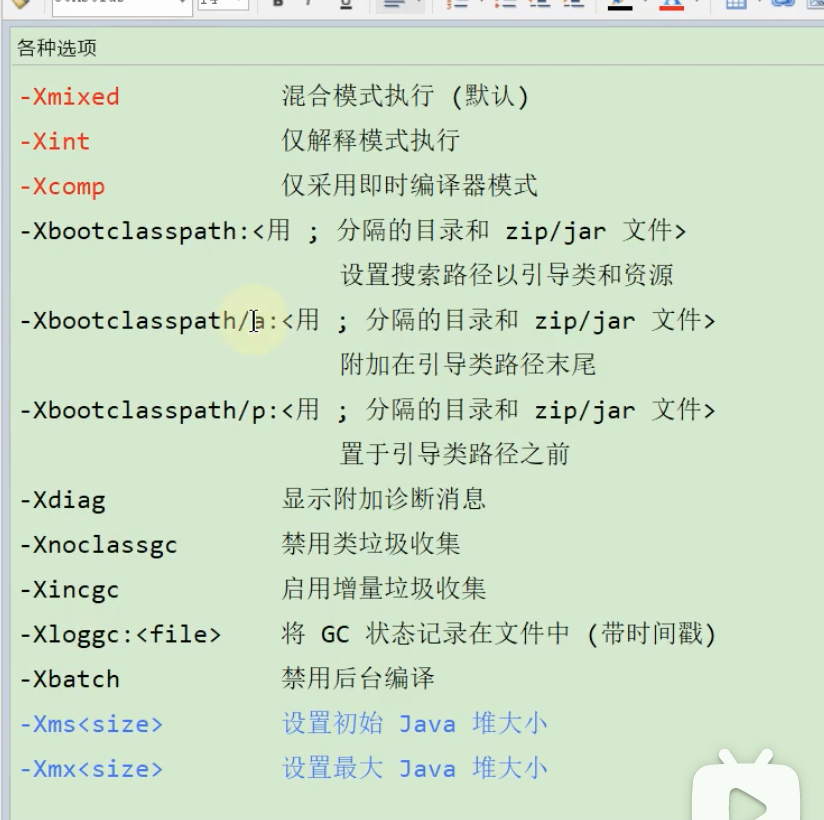 各种选项
-Xmixed 混合模式执行 (默认)
-Xint 仅解释模式执行
-Xcomp 仅采用即时编译器模式
-Xbootclasspath:<用 ; 分隔的目录和 zip/jar 文件>
设置搜索路径以引导类和资源
-Xbootclasspath/a:<用 ; 分隔的目录和 zip/jar 文件>
附加在引导类路径末尾
-Xbootclasspath/p:<用 ; 分隔的目录和 zip/jar 文件>
置于引导类路径之前
-Xdiag 显示附加诊断消息
-Xnoclassgc 禁用类垃圾收集
-Xincgc 启用增量垃圾收集
-Xloggc:<file> 将 GC 状态记录在文件中 (带时间戳)
-Xbatch 禁用后台编译
-Xms<size> 设置初始 Java 堆大小
-Xmx<size> 设置最大 Java 堆大小